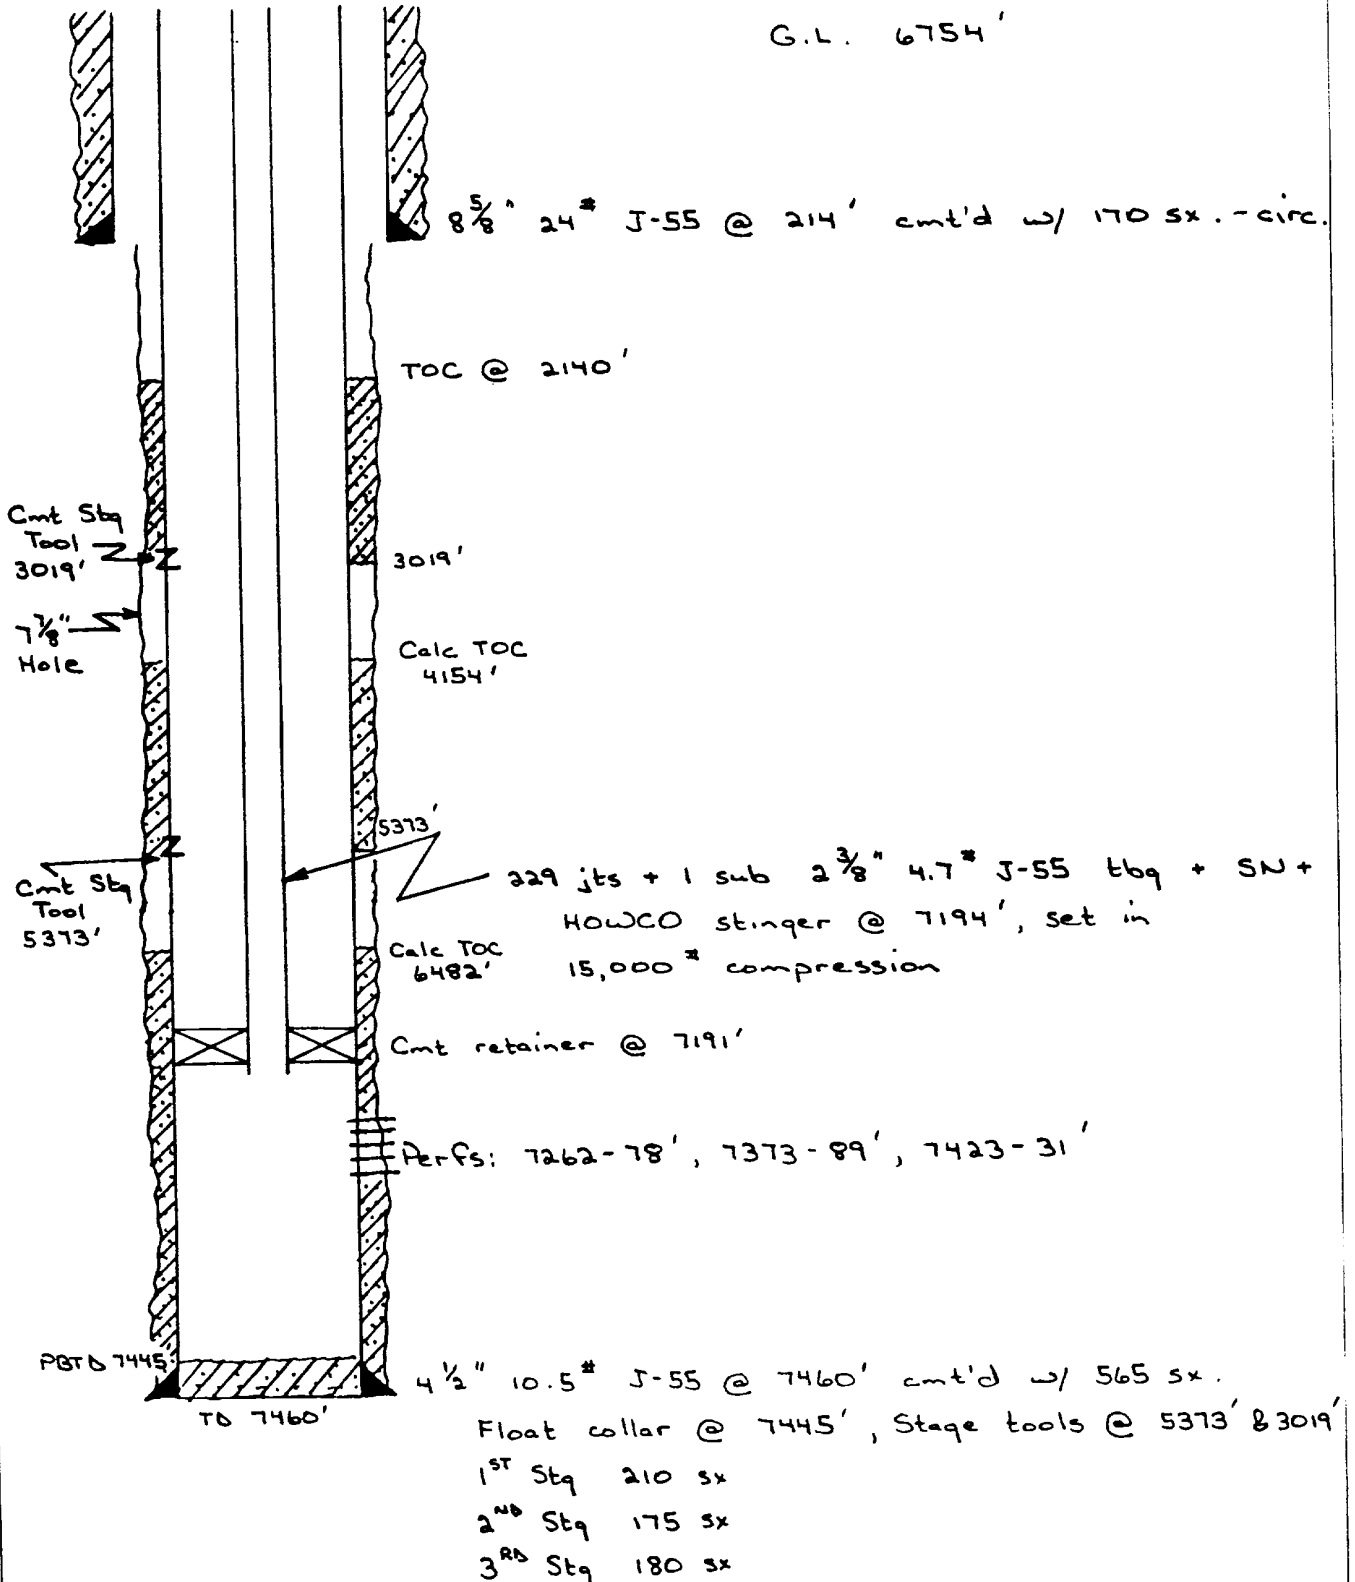 G.L. 6754'
8 5/8" 24# J-55 @ 214' cmt'd w/ 170 sx. - circ.
TOC @ 2140'
Cmt Stg
Tool
3019'
3019'
7 7/8"
Hole
Calc TOC
4154'
5373'
Cmt Stg
Tool
5373'
229 jts + 1 sub 2 3/8" 4.7# J-55 tbg + SN +
HOWCO stinger @ 7194', set in
15,000# compression
Calc TOC
6482'
Cmt retainer @ 7191'
Perfs: 7262-78', 7373-89', 7423-31'
PBTD 7445'
TD 7460'
4 1/2" 10.5# J-55 @ 7460' cmt'd w/ 565 sx.
Float collar @ 7445', Stage tools @ 5373' & 3019'
1ST Stg 210 sx
2ND Stg 175 sx
3RD Stg 180 sx